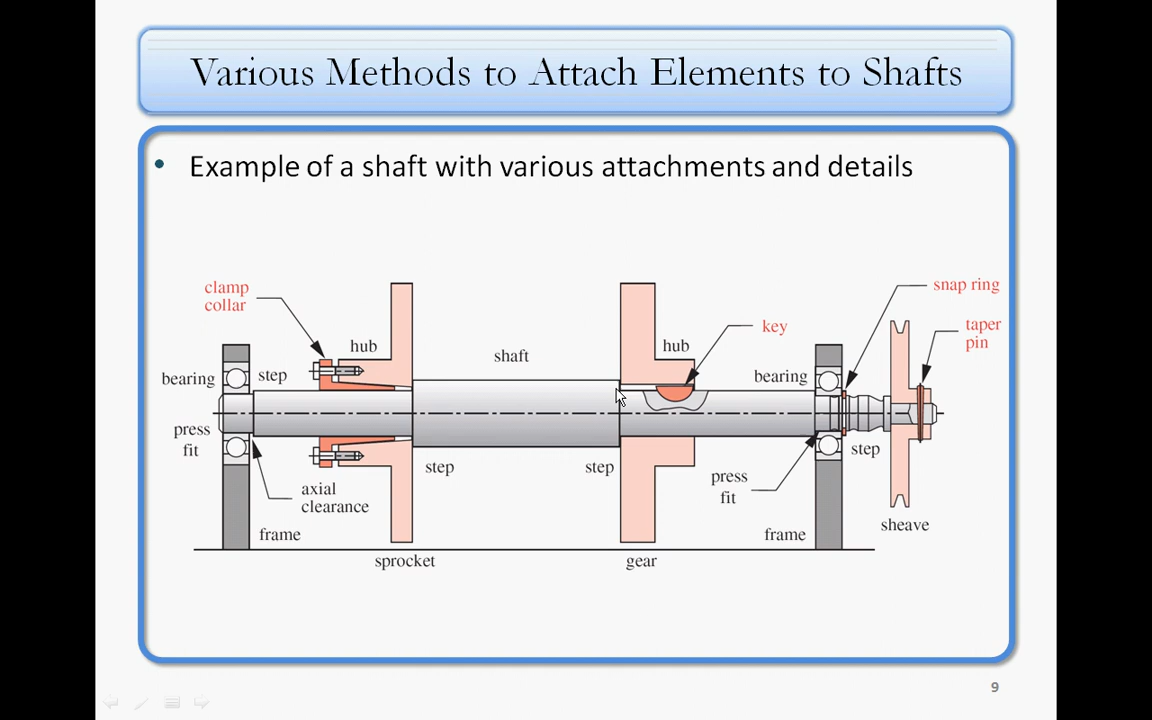 Various Methods to Attach Elements to Shafts
• Example of a shaft with various attachments and details
clamp
collar
snap ring
taper
pin
key
hub
shaft
hub
bearing
step
bearing
press
fit
step
step
step
press
fit
axial
clearance
frame
frame
sheave
sprocket
gear
9